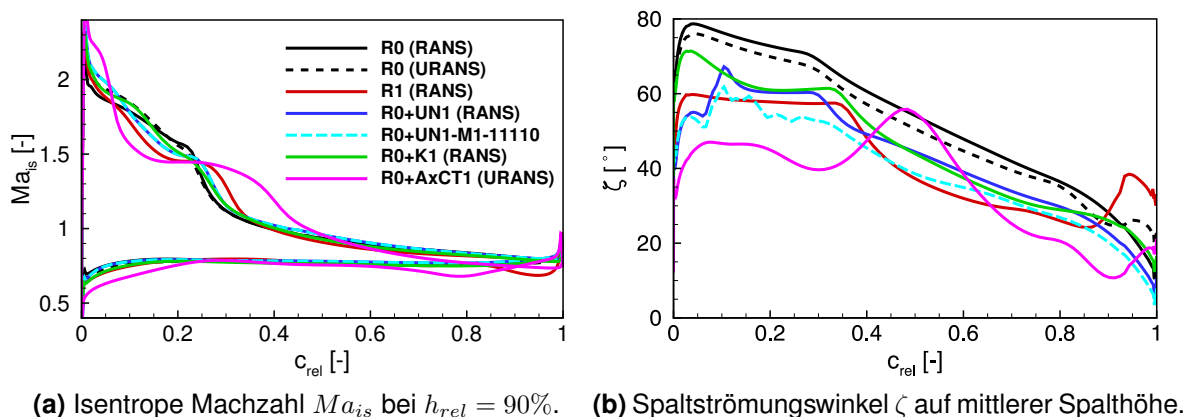 R0 (RANS)
R0 (URANS)
R1 (RANS)
R0+UN1 (RANS)
R0+UN1-M1-11110
R0+K1 (RANS)
R0+AxCT1 (URANS)
Ma_is [-]
2
1.5
1
0.5
0 0.2 0.4 0.6 0.8 1
c_rel [-]
(a) Isentrope Machzahl Ma_is bei h_rel = 90%.
ζ [°]
80
60
40
20
0
0 0.2 0.4 0.6 0.8 1
c_rel [-]
(b) Spaltströmungswinkel ζ auf mittlerer Spalthöhe.